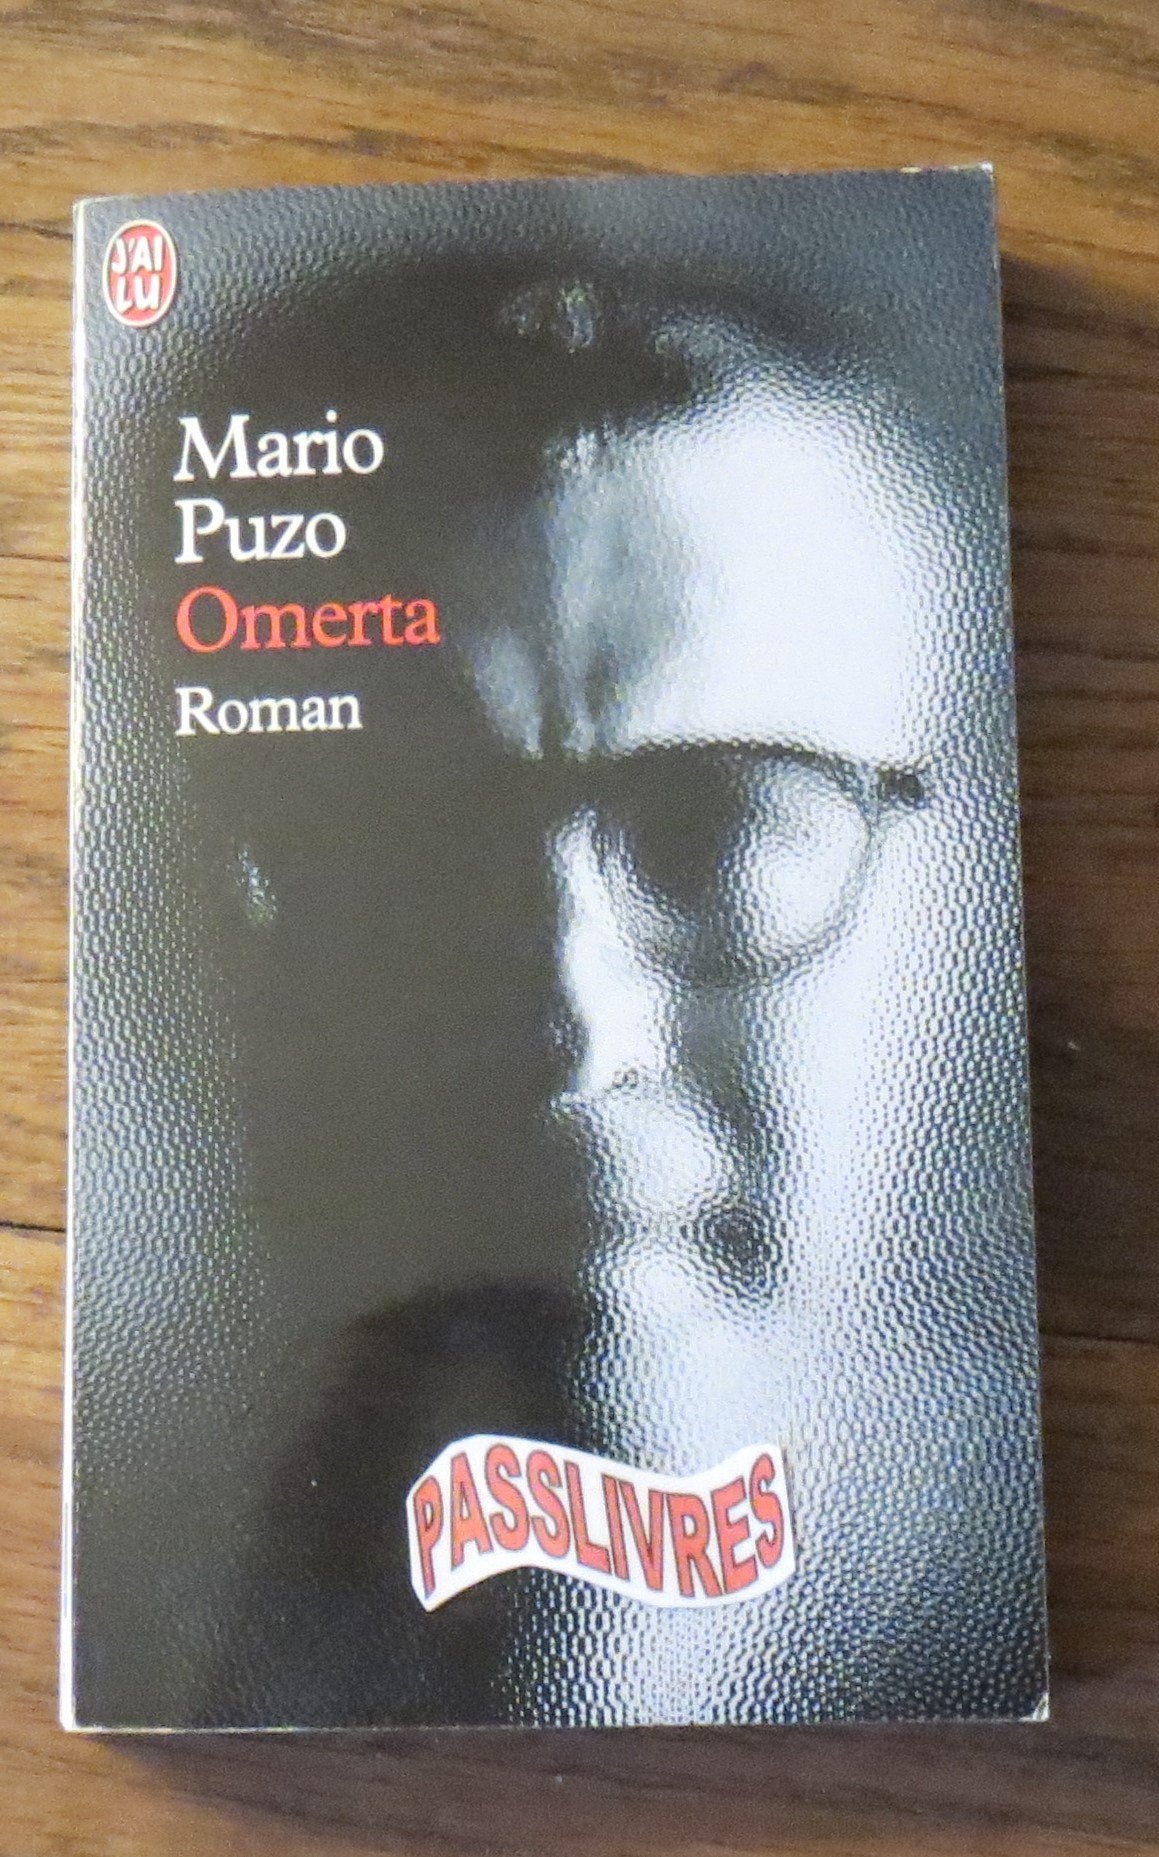 J'AI
LU
Mario
Puzo
Omerta
Roman
PASSLIVRES